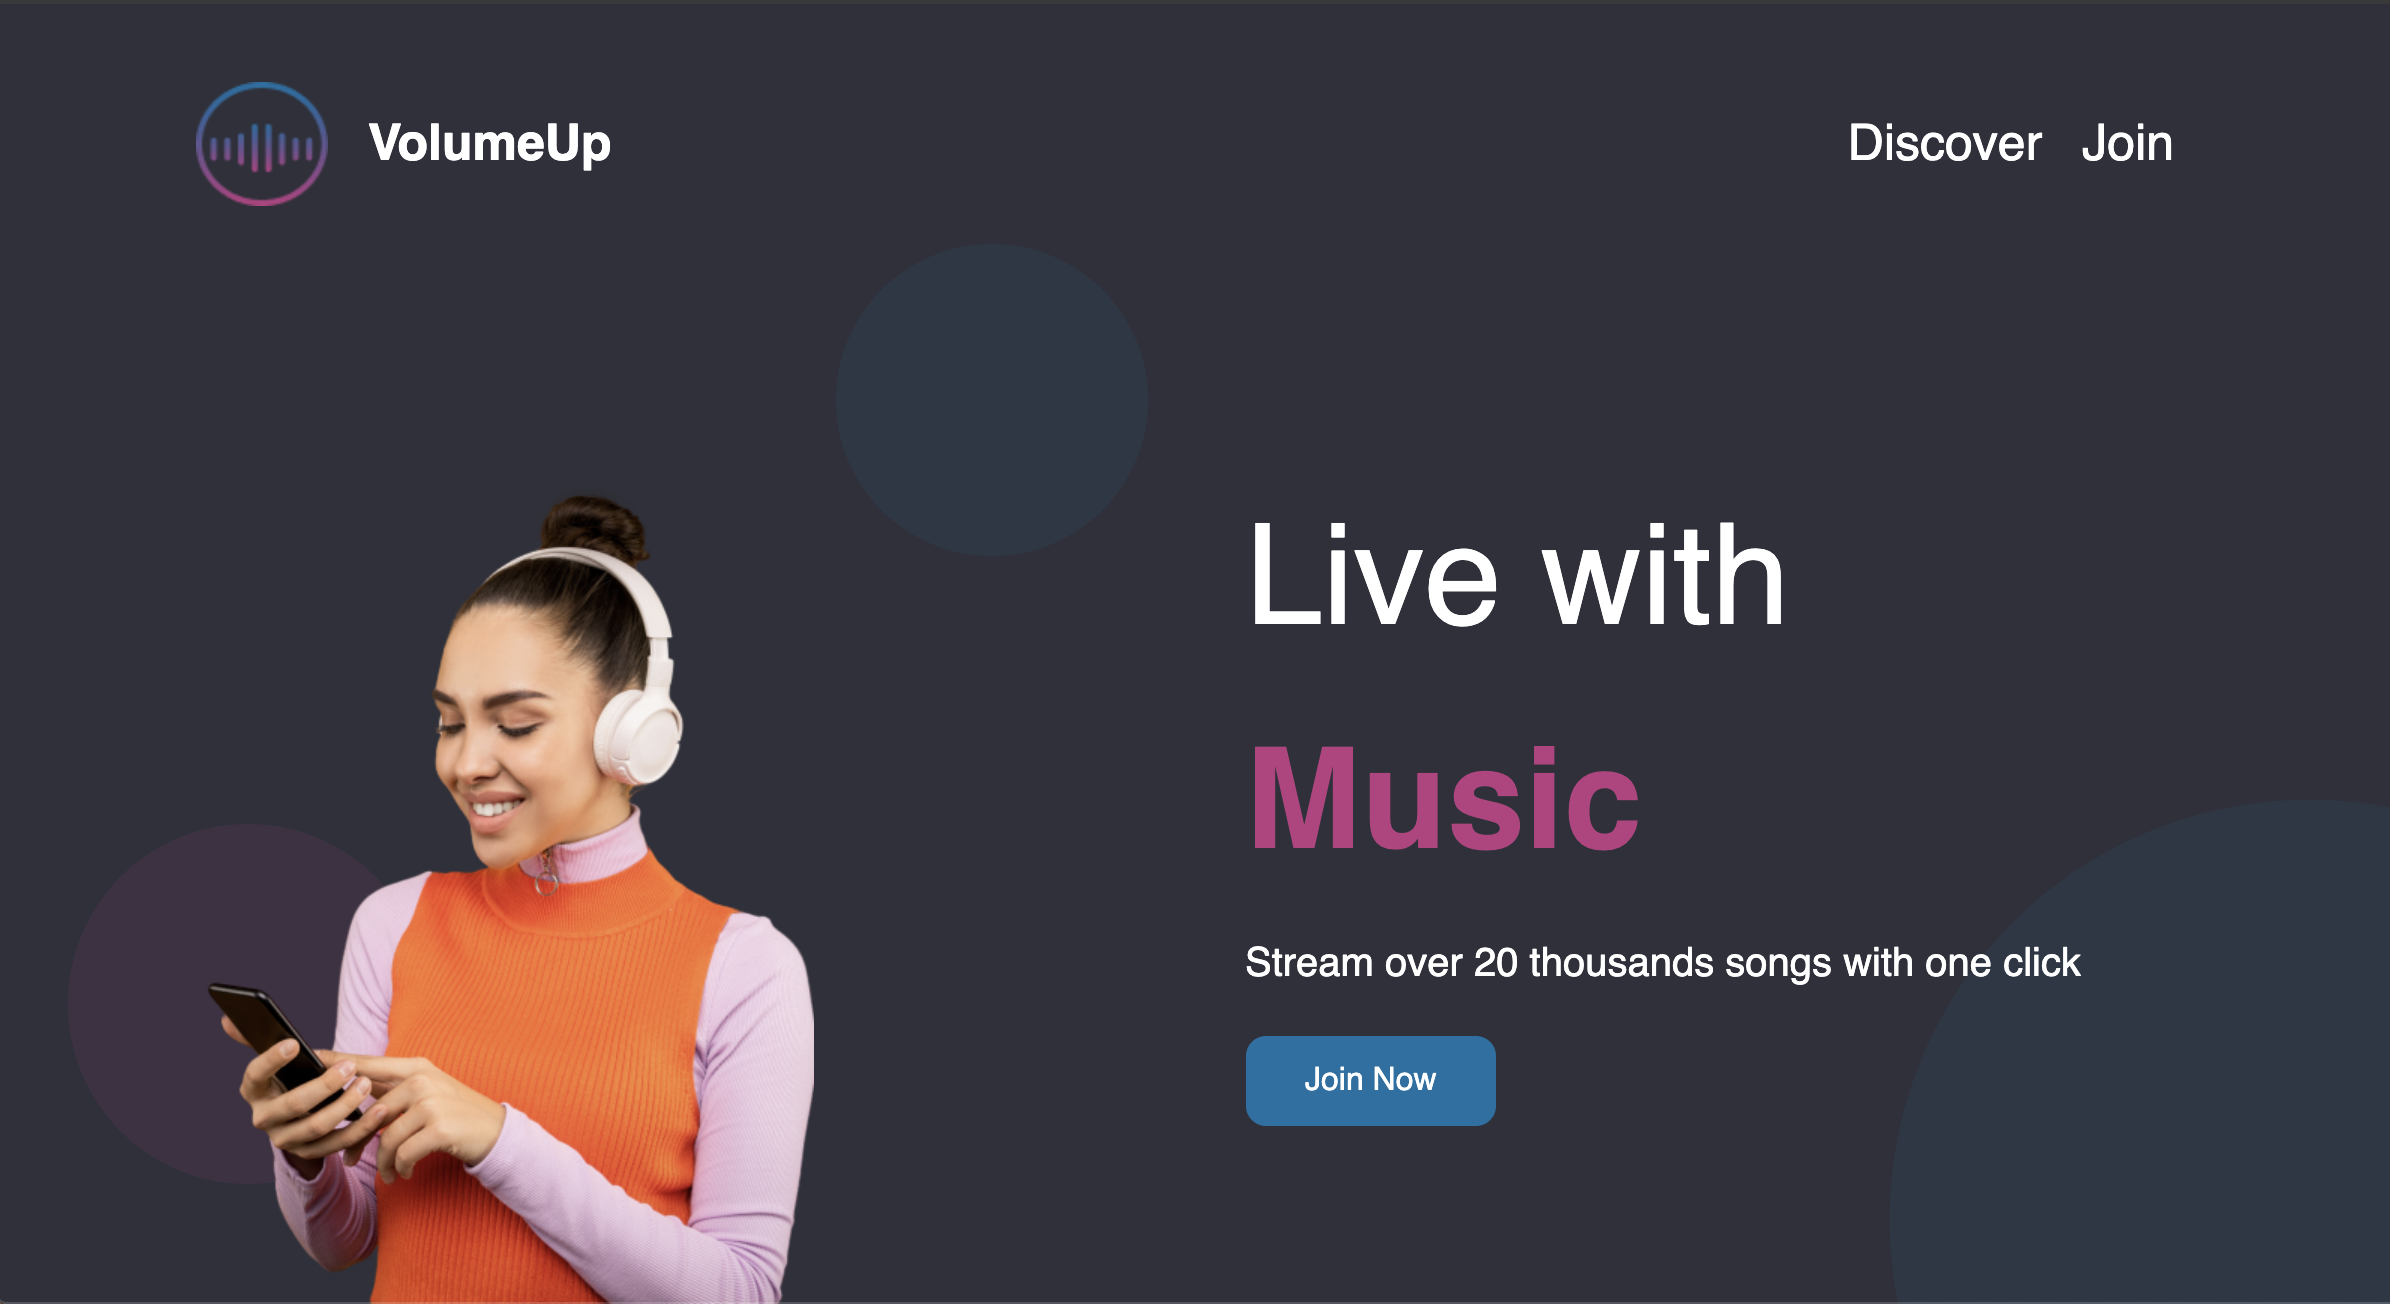 VolumeUp
Discover Join
Live with
Music
Stream over 20 thousands songs with one click
Join Now